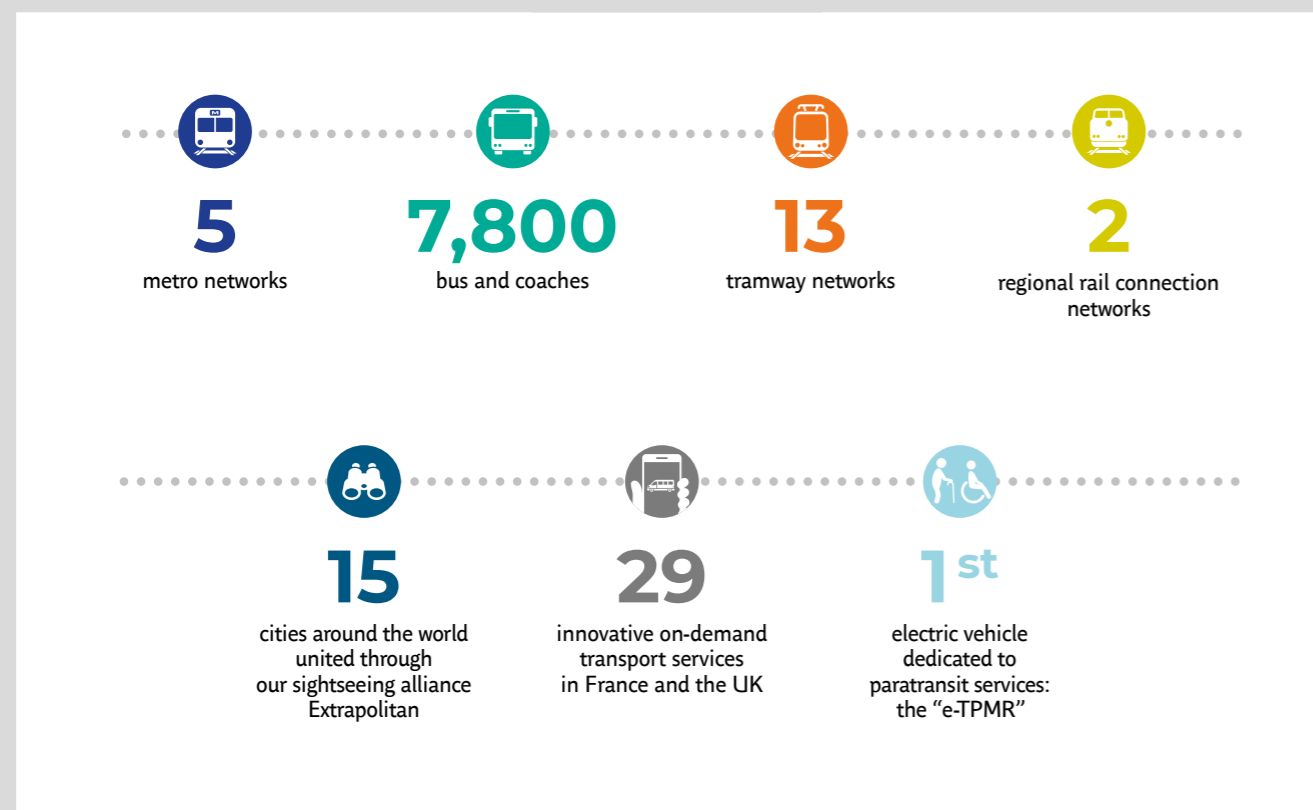 M
5
metro networks
7,800
bus and coaches
13
tramway networks
2
regional rail connection
networks
15
cities around the world
united through
our sightseeing alliance
Extrapolitan
29
innovative on-demand
transport services
in France and the UK
1st
electric vehicle
dedicated to
paratransit services:
the “e-TPMR”